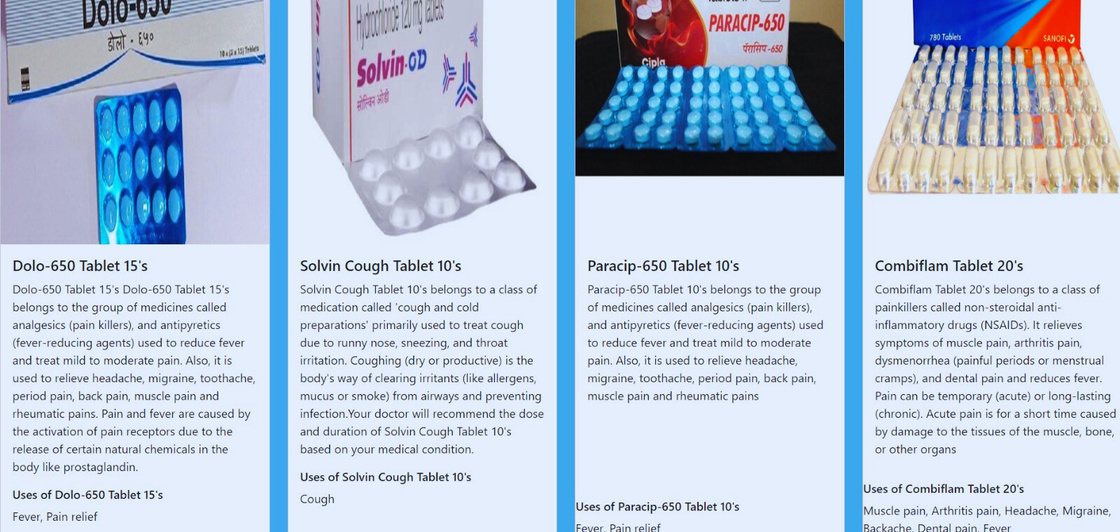 Dolo-650
डोलो - ६५०
10 x (2 x 15) Tablets
Hydrochloride 120 mg Tablets
Solvin-OD
सोल्विन ओडी
PARACIP-650
पॅरासिप -650
Cipla
780 Tablets
SANOFI
Dolo-650 Tablet 15's
Dolo-650 Tablet 15's Dolo-650 Tablet 15's
belongs to the group of medicines called
analgesics (pain killers), and antipyretics
(fever-reducing agents) used to reduce fever
and treat mild to moderate pain. Also, it is
used to relieve headache, migraine, toothache,
period pain, back pain, muscle pain and
rheumatic pains. Pain and fever are caused by
the activation of pain receptors due to the
release of certain natural chemicals in the
body like prostaglandin.
Uses of Dolo-650 Tablet 15's
Fever, Pain relief
Solvin Cough Tablet 10's
Solvin Cough Tablet 10's belongs to a class of
medication called 'cough and cold
preparations' primarily used to treat cough
due to runny nose, sneezing, and throat
irritation. Coughing (dry or productive) is the
body's way of clearing irritants (like allergens,
mucus or smoke) from airways and preventing
infection.Your doctor will recommend the dose
and duration of Solvin Cough Tablet 10's
based on your medical condition.
Uses of Solvin Cough Tablet 10's
Cough
Paracip-650 Tablet 10's
Paracip-650 Tablet 10's belongs to the group
of medicines called analgesics (pain killers),
and antipyretics (fever-reducing agents) used
to reduce fever and treat mild to moderate
pain. Also, it is used to relieve headache,
migraine, toothache, period pain, back pain,
muscle pain and rheumatic pains
Uses of Paracip-650 Tablet 10's
Fever, Pain relief
Combiflam Tablet 20's
Combiflam Tablet 20's belongs to a class of
painkillers called non-steroidal anti-
inflammatory drugs (NSAIDs). It relieves
symptoms of muscle pain, arthritis pain,
dysmenorrhea (painful periods or menstrual
cramps), and dental pain and reduces fever.
Pain can be temporary (acute) or long-lasting
(chronic). Acute pain is for a short time caused
by damage to the tissues of the muscle, bone,
or other organs
Uses of Combiflam Tablet 20's
Muscle pain, Arthritis pain, Headache, Migraine,
Backache, Dental pain, Fever